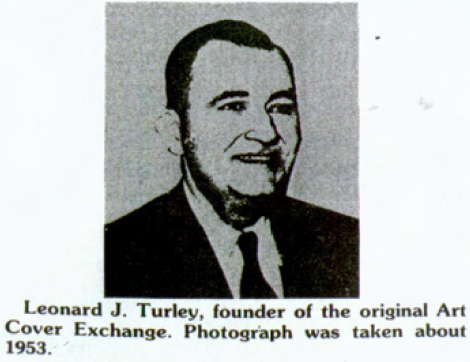 Leonard J. Turley, founder of the original Art
Cover Exchange. Photograph was taken about
1953.